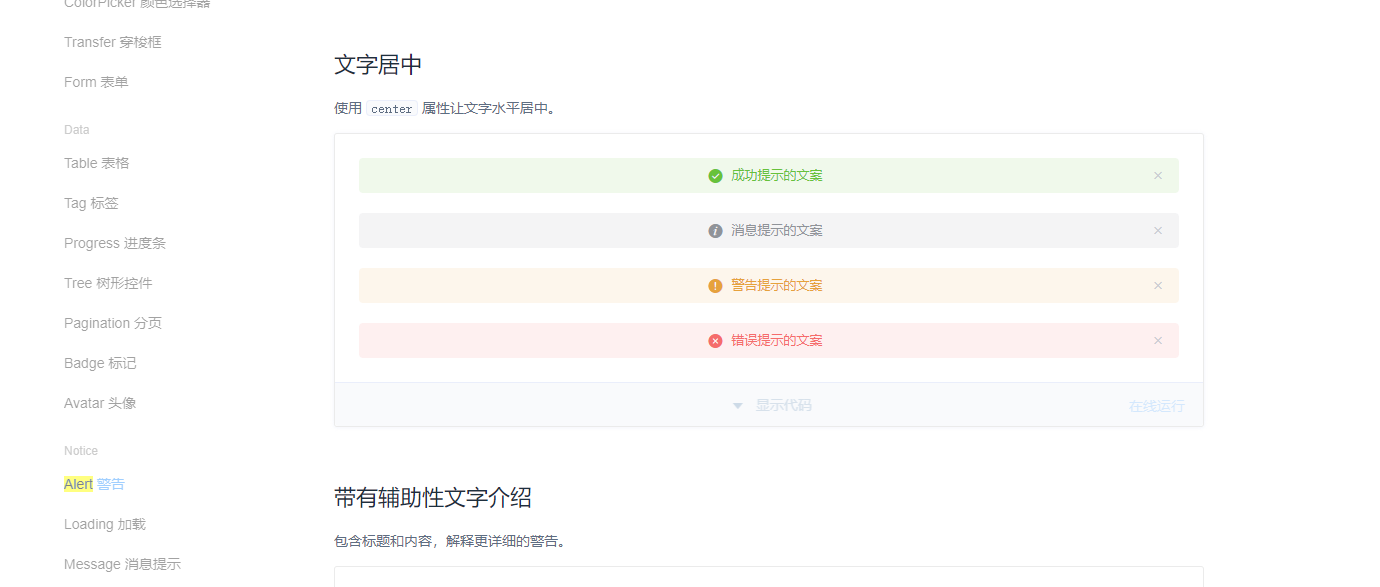 ColorPicker 颜色选择器
Transfer 穿梭框
Form 表单
Data
Table 表格
Tag 标签
Progress 进度条
Tree 树形控件
Pagination 分页
Badge 标记
Avatar 头像
Notice
Alert 警告
Loading 加载
Message 消息提示
文字居中
使用 center 属性让文字水平居中。
成功提示的文案
消息提示的文案
警告提示的文案
错误提示的文案
显示代码
在线运行
带有辅助性文字介绍
包含标题和内容，解释更详细的警告。